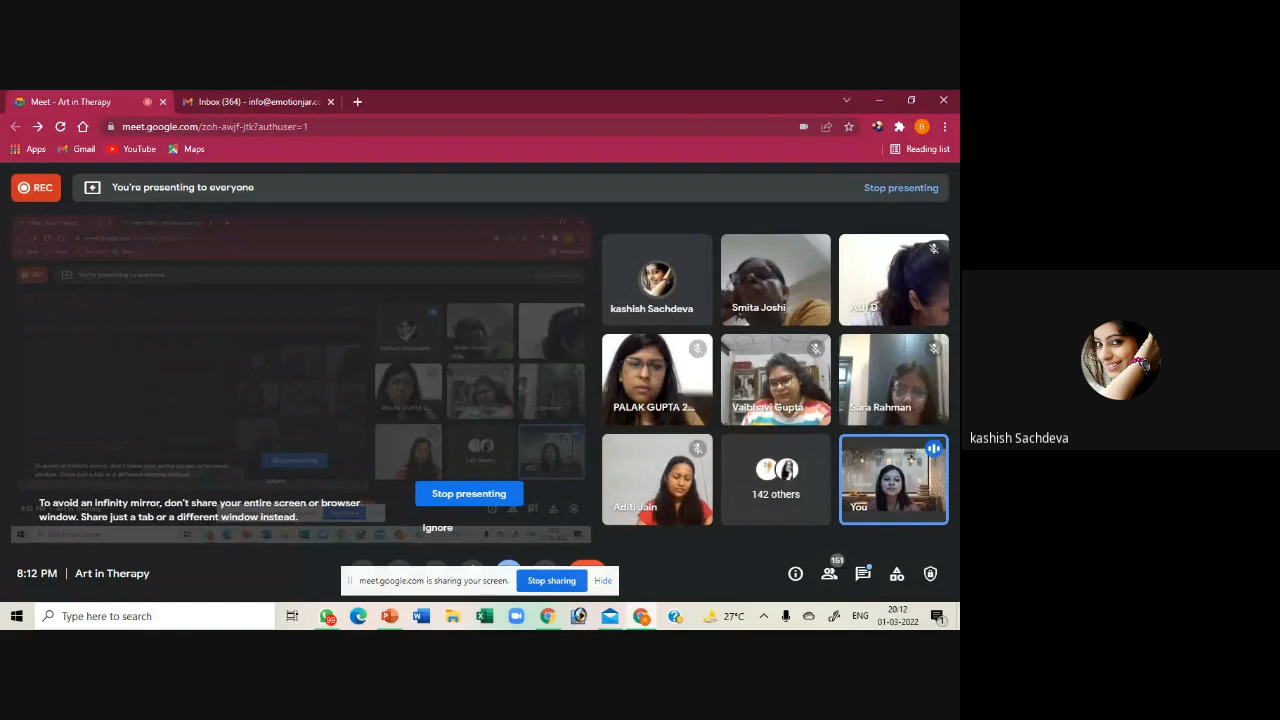 Meet - Art in Therapy
Inbox (364) - info@emotionjar.cc
meet.google.com/zoh-awjf-jtk?authuser=1
Apps
Gmail
YouTube
Maps
Reading list
REC
You're presenting to everyone
Stop presenting
kashish Sachdeva
Smita Joshi
Ash D
PALAK GUPTA 2...
Vaibhavi Gupta
Sara Rahman
Aditi Jain
142 others
You
To avoid an infinity mirror, don't share your entire screen or browser
window. Share just a tab or a different window instead.
Stop presenting
Ignore
kashish Sachdeva
8:12 PM | Art in Therapy
meet.google.com is sharing your screen.
Stop sharing
Hide
151
Type here to search
99
27°C
ENG
20:12
01-03-2022
1